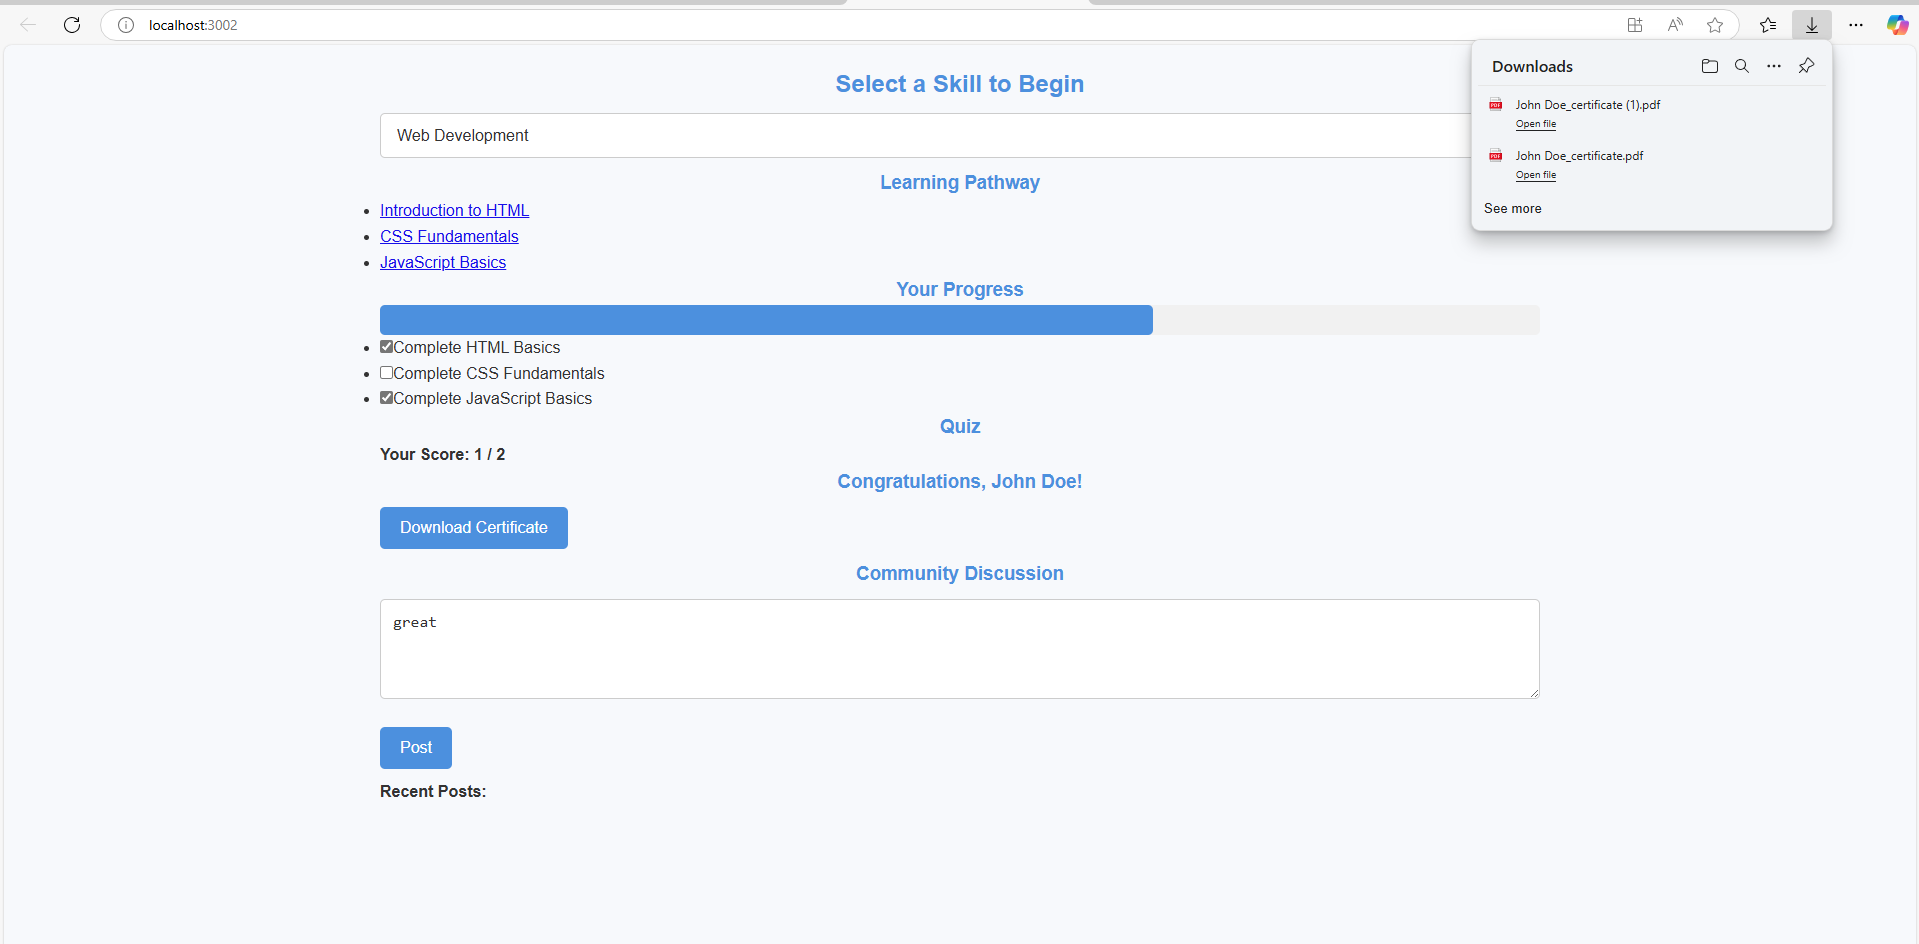 localhost:3002
Downloads
John Doe_certificate (1).pdf
Open file
John Doe_certificate.pdf
Open file
See more
Select a Skill to Begin
Web Development
Learning Pathway
Introduction to HTML
CSS Fundamentals
JavaScript Basics
Your Progress
Complete HTML Basics
Complete CSS Fundamentals
Complete JavaScript Basics
Quiz
Your Score: 1 / 2
Congratulations, John Doe!
Download Certificate
Community Discussion
great
Post
Recent Posts: